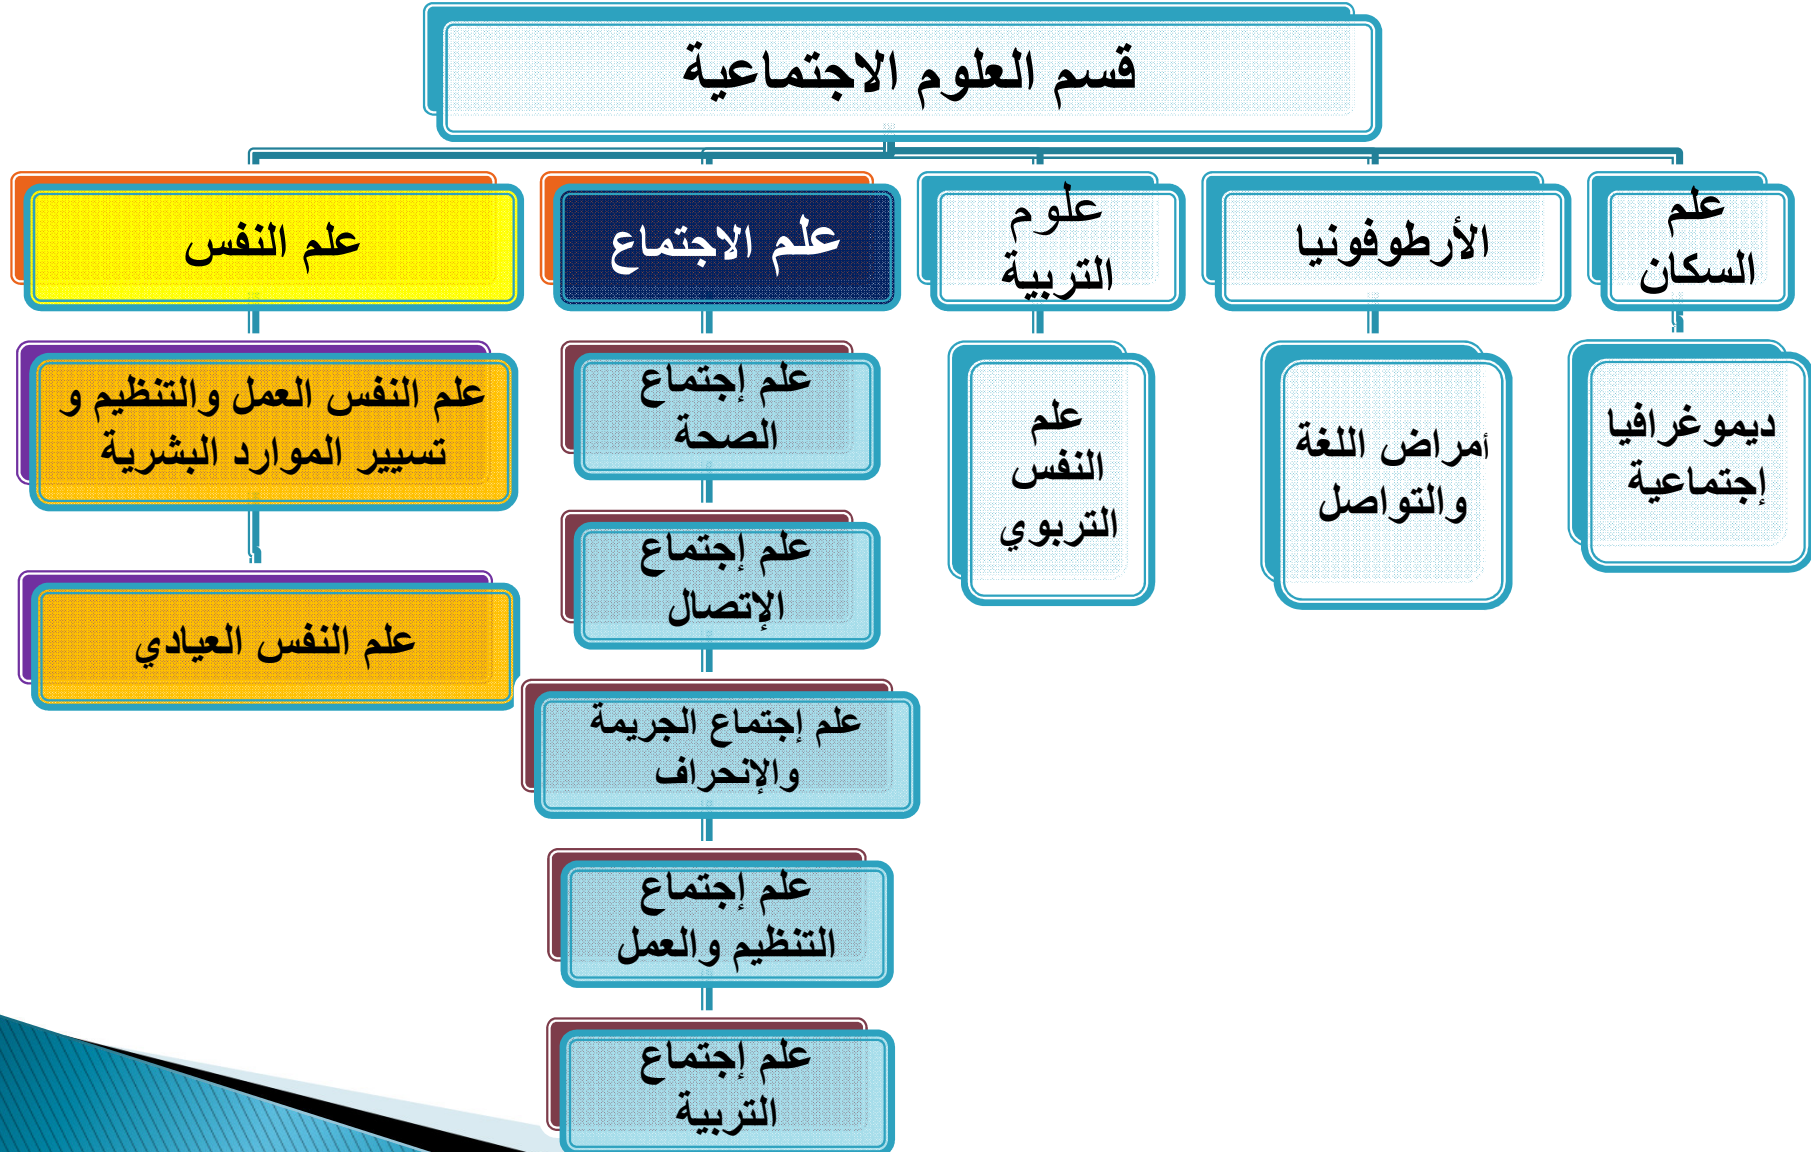 قسم العلوم الاجتماعية
علم
السكان
الأرطوفونيا
علوم
التربية
علم الاجتماع
علم النفس
ديموغرافيا
إجتماعية
أمراض اللغة
والتواصل
علم
النفس
التربوي
علم إجتماع
الصحة
علم إجتماع
الإتصال
علم إجتماع الجريمة
والإنحراف
علم إجتماع
التنظيم والعمل
علم إجتماع
التربية
علم النفس العمل والتنظيم و
تسيير الموارد البشرية
علم النفس العيادي